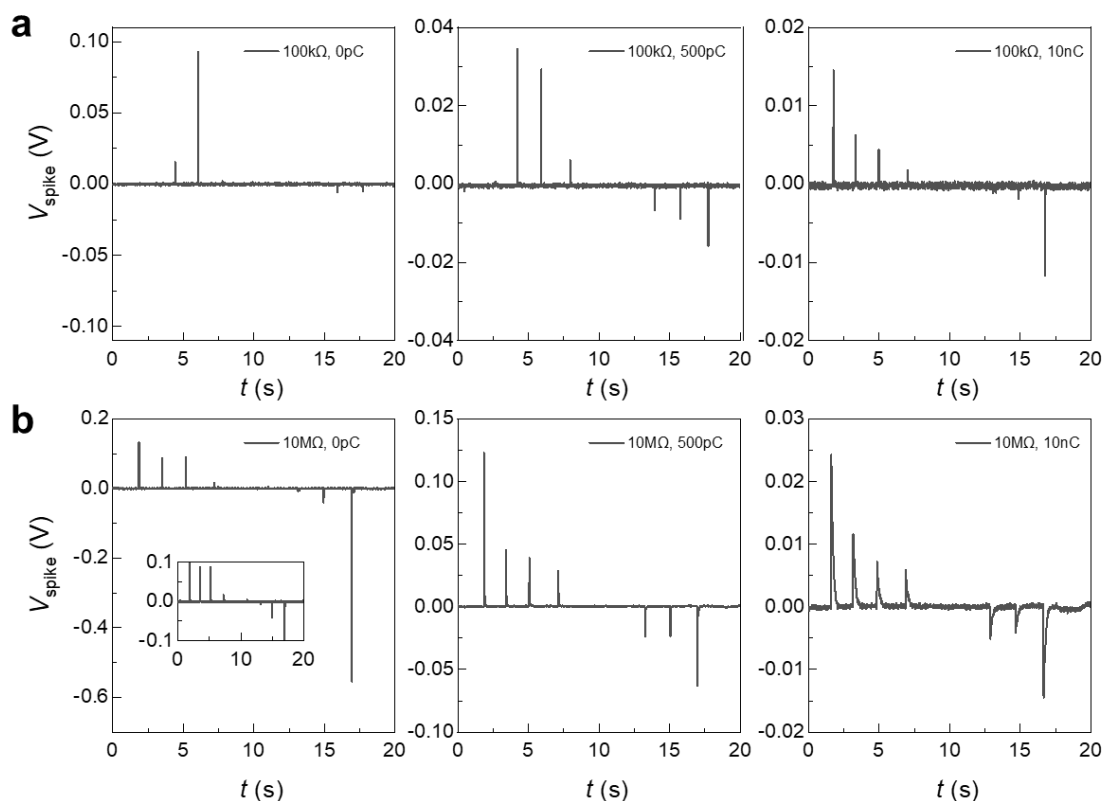 a
100kΩ, 0pC
0.10
0.05
0.00
-0.05
-0.10
V_spike (V)
0 5 10 15 20
t (s)
100kΩ, 500pC
0.04
0.02
0.00
-0.02
-0.04
0 5 10 15 20
t (s)
100kΩ, 10nC
0.02
0.01
0.00
-0.01
-0.02
0 5 10 15 20
t (s)
b
10MΩ, 0pC
0.2
0.0
-0.2
-0.4
-0.6
V_spike (V)
0.1
0.0
-0.1
0 10 20
0 5 10 15 20
t (s)
10MΩ, 500pC
0.15
0.10
0.05
0.00
-0.05
-0.10
0 5 10 15 20
t (s)
10MΩ, 10nC
0.03
0.02
0.01
0.00
-0.01
-0.02
0 5 10 15 20
t (s)